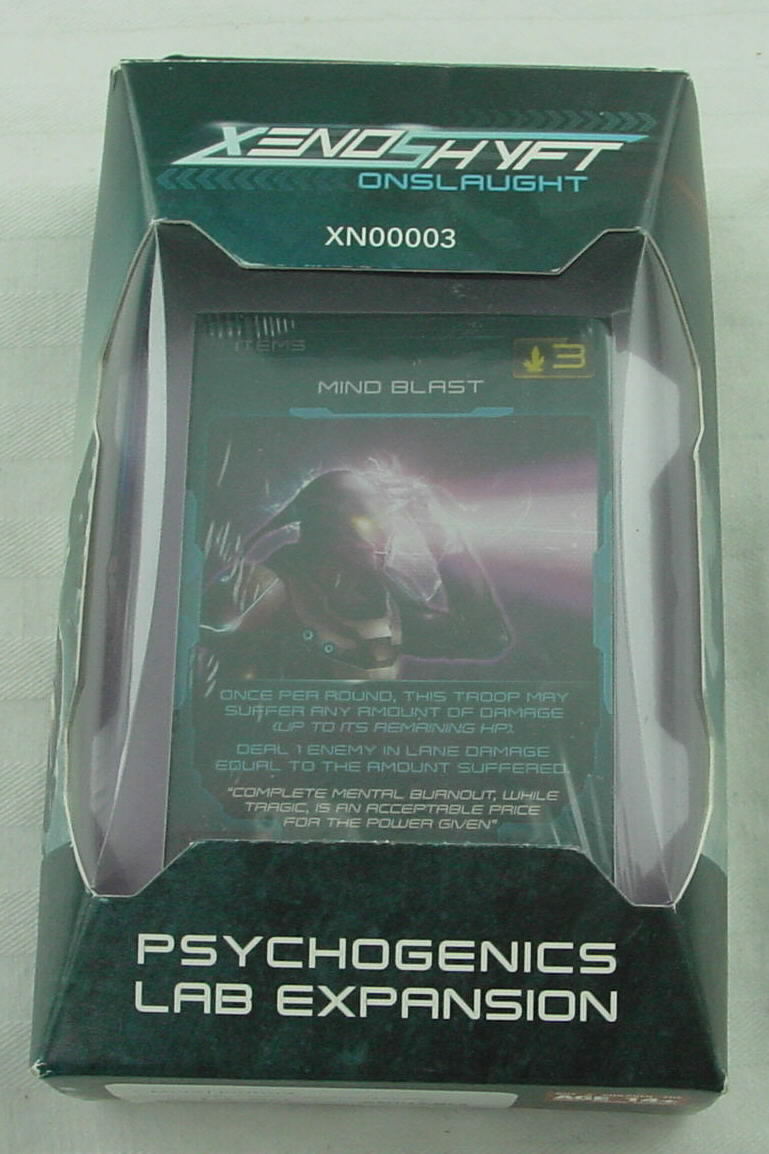 XENOSHYFT
ONSLAUGHT
XN00003
ITEMS
3
MIND BLAST
ONCE PER ROUND, THIS TROOP MAY
SUFFER ANY AMOUNT OF DAMAGE
(UP TO ITS REMAINING HP).
DEAL 1 ENEMY IN LANE DAMAGE
EQUAL TO THE AMOUNT SUFFERED.
"COMPLETE MENTAL BURNOUT, WHILE
TRAGIC, IS AN ACCEPTABLE PRICE
FOR THE POWER GIVEN"
PSYCHOGENICS
LAB EXPANSION
AGE 14+